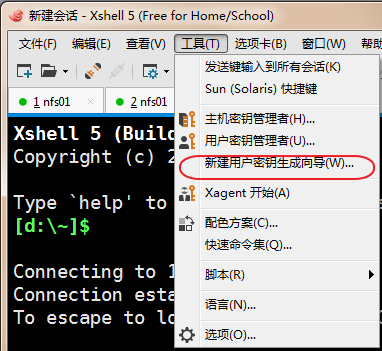 新建会话 - Xshell 5 (Free for Home/School)
文件(F) 编辑(E) 查看(V) 工具(T) 选项卡(B) 窗口(W) 帮助
1 nfs01 2 nfs01
发送键输入到所有会话(K)
Sun (Solaris) 快捷键
主机密钥管理者(H)...
用户密钥管理者(U)...
新建用户密钥生成向导(W)...
Xagent 开始(A)
配色方案(C)...
快速命令集(Q)...
脚本(R)
语言(N)...
选项(O)...
Xshell 5 (Build
Copyright (c) 2
Type `help' to
[d:\~]$
Connecting to 1
Connection esta
To escape to lo